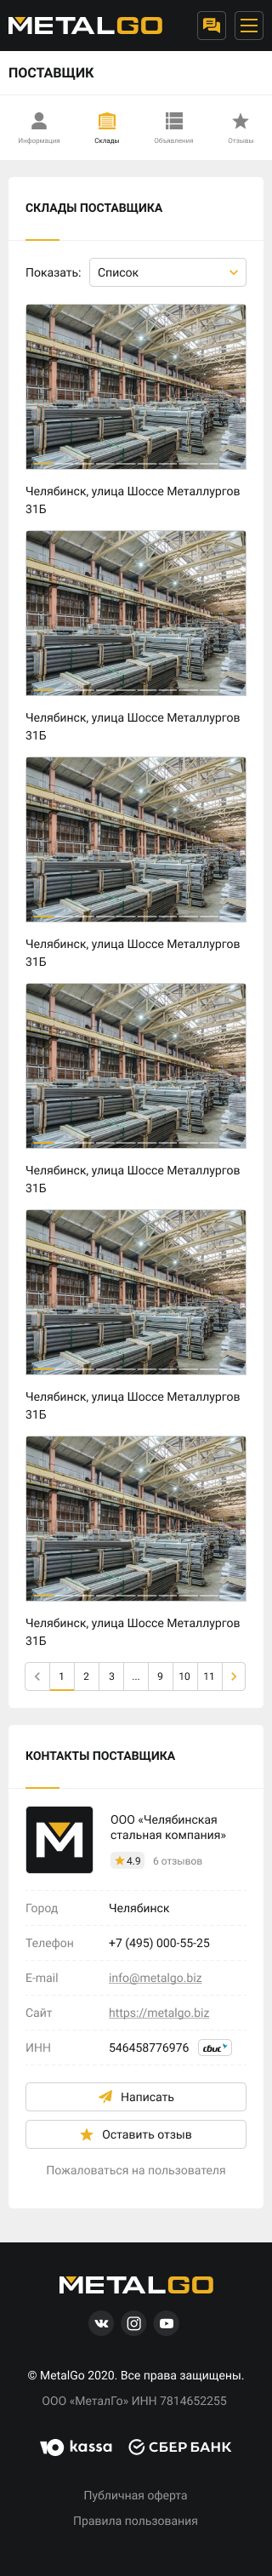 METALGO
ПОСТАВЩИК
Информация
Склады
Объявления
Отзывы
СКЛАДЫ ПОСТАВЩИКА
Показать:
Список
Челябинск, улица Шоссе Металлургов
31Б
Челябинск, улица Шоссе Металлургов
31Б
Челябинск, улица Шоссе Металлургов
31Б
Челябинск, улица Шоссе Металлургов
31Б
Челябинск, улица Шоссе Металлургов
31Б
Челябинск, улица Шоссе Металлургов
31Б
1 2 3 ... 9 10 11
КОНТАКТЫ ПОСТАВЩИКА
ООО «Челябинская
стальная компания»
4.9 6 отзывов
Город Челябинск
Телефон +7 (495) 000-55-25
E-mail info@metalgo.biz
Сайт https://metalgo.biz
ИНН 546458776976 сбис
Написать
Оставить отзыв
Пожаловаться на пользователя
METALGO
© MetalGo 2020. Все права защищены.
ООО «МеталГо» ИНН 7814652255
kassa СБЕР БАНК
Публичная оферта
Правила пользования